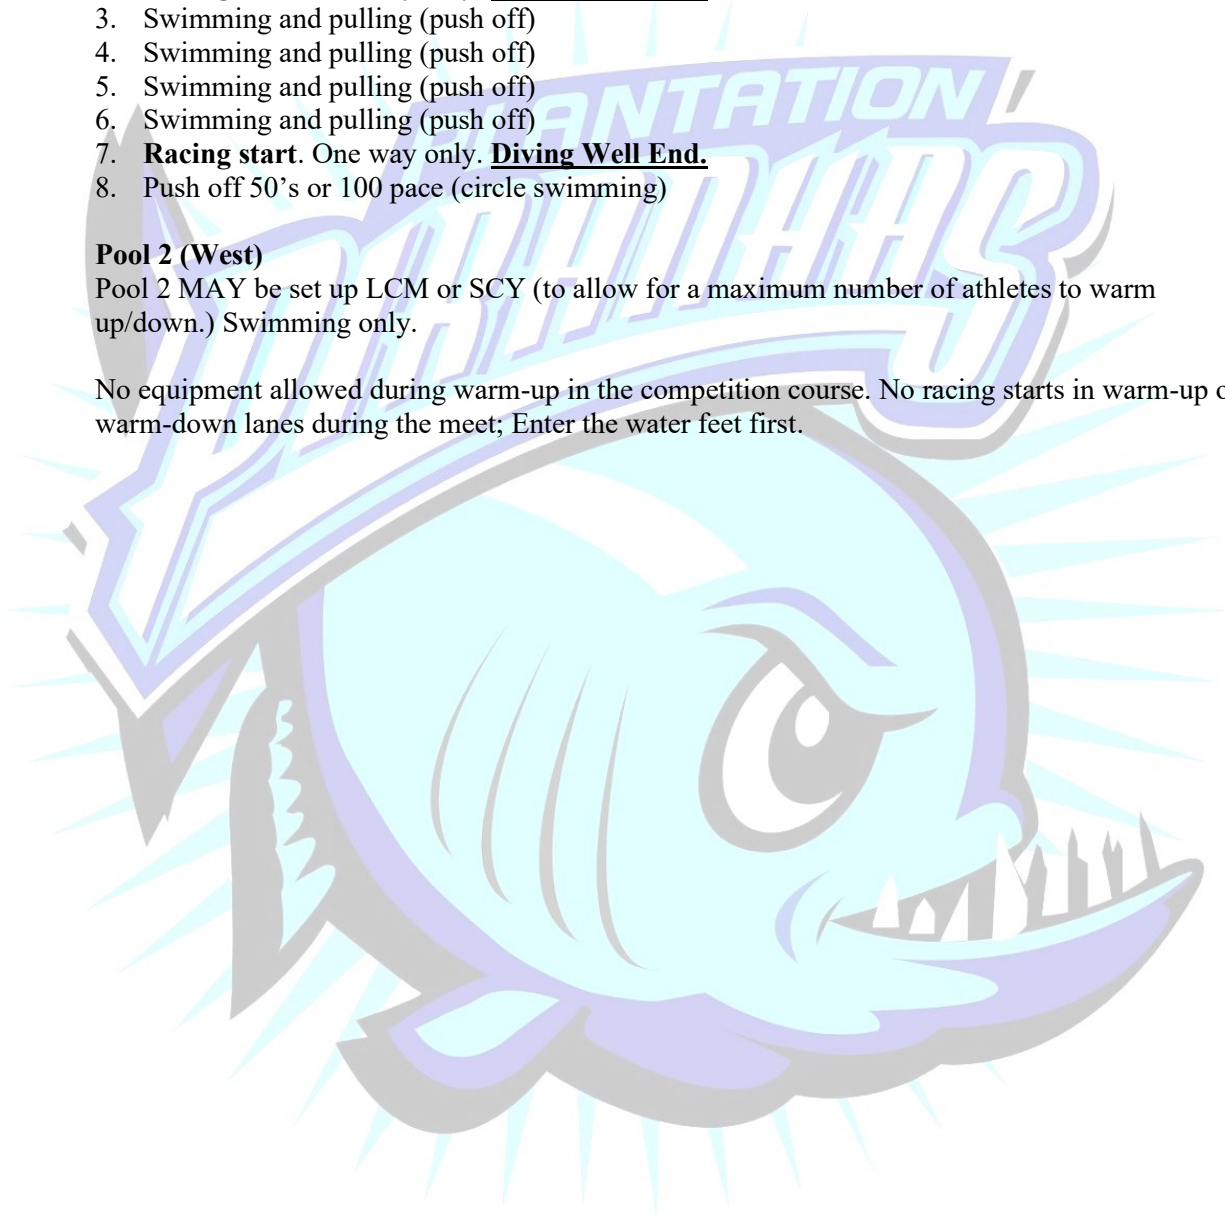 3. Swimming and pulling (push off)
4. Swimming and pulling (push off)
5. Swimming and pulling (push off)
6. Swimming and pulling (push off)
7. Racing start. One way only. Diving Well End.
8. Push off 50’s or 100 pace (circle swimming)
Pool 2 (West)
Pool 2 MAY be set up LCM or SCY (to allow for a maximum number of athletes to warm
up/down.) Swimming only.
No equipment allowed during warm-up in the competition course. No racing starts in warm-up
warm-down lanes during the meet; Enter the water feet first.
PLANTATION
PIRANHAS